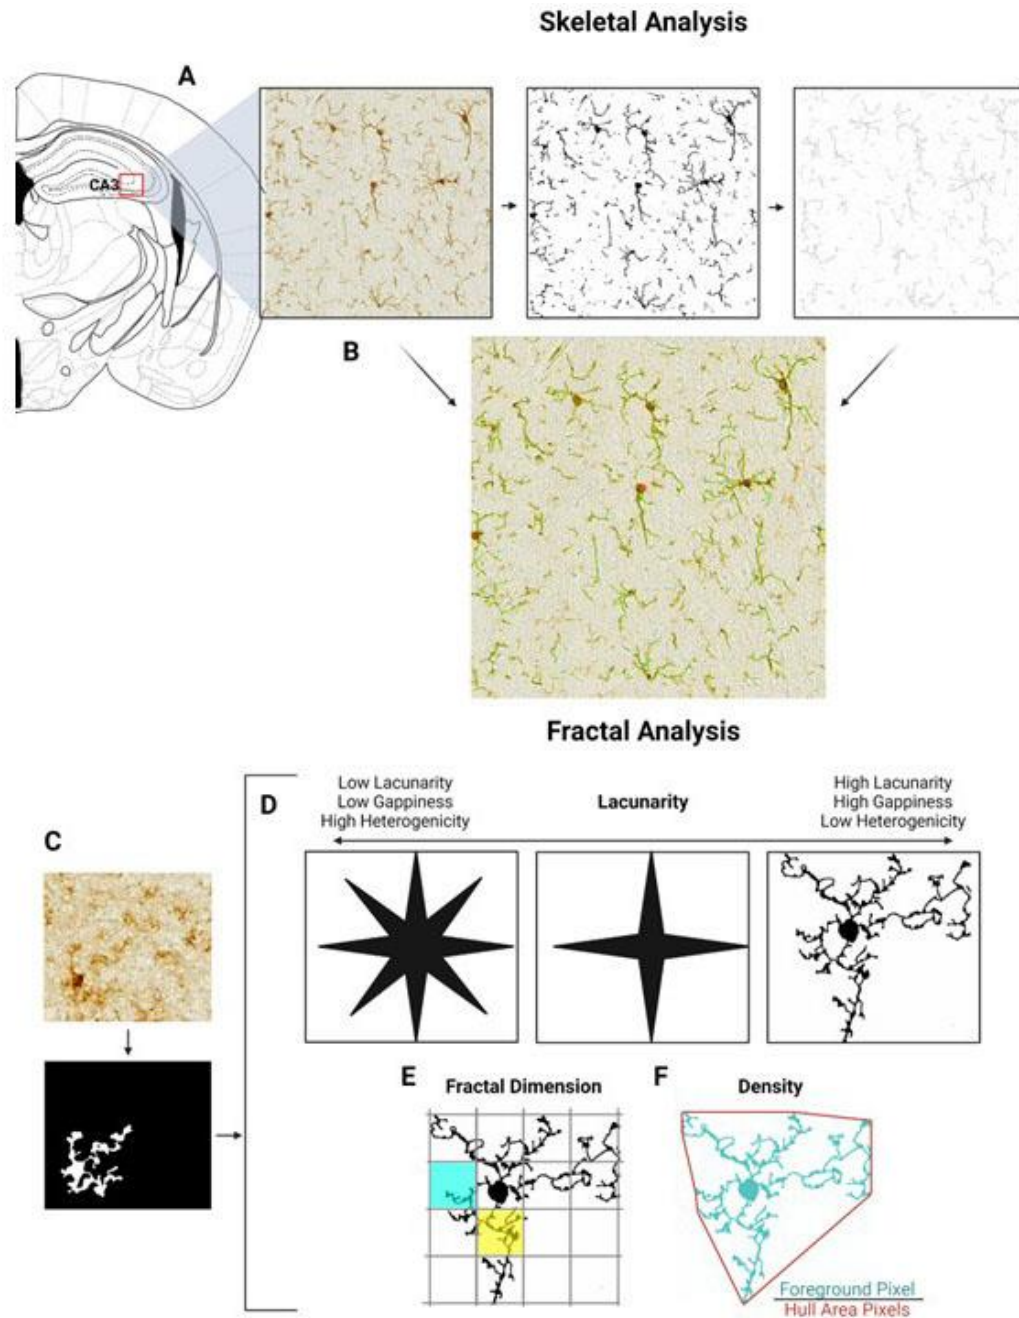 Skeletal Analysis
A
CA3
B
Fractal Analysis
C
D
Low Lacunarity
Low Gappiness
High Heterogenicity
Lacunarity
High Lacunarity
High Gappiness
Low Heterogenicity
E
Fractal Dimension
F
Density
Foreground Pixel
Hull Area Pixels